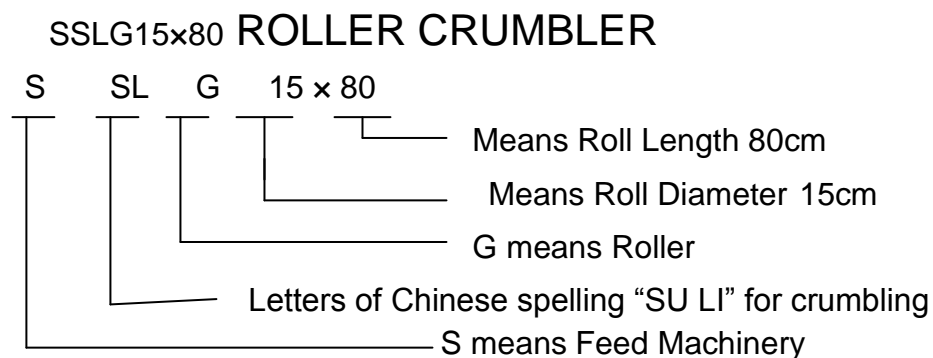 SSLG15×80 ROLLER CRUMBLER
S SL G 15 × 80
Means Roll Length 80cm
Means Roll Diameter 15cm
G means Roller
Letters of Chinese spelling “SU LI” for crumbling
S means Feed Machinery